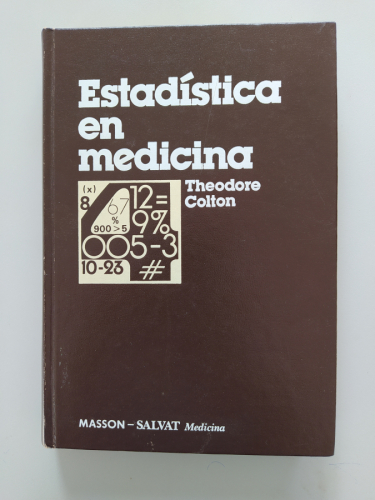 Estadística
en
medicina
Theodore
Colton
(x)
8
67
%
900>5
12=
9%
005-3
10-23
#
MASSON – SALVAT Medicina